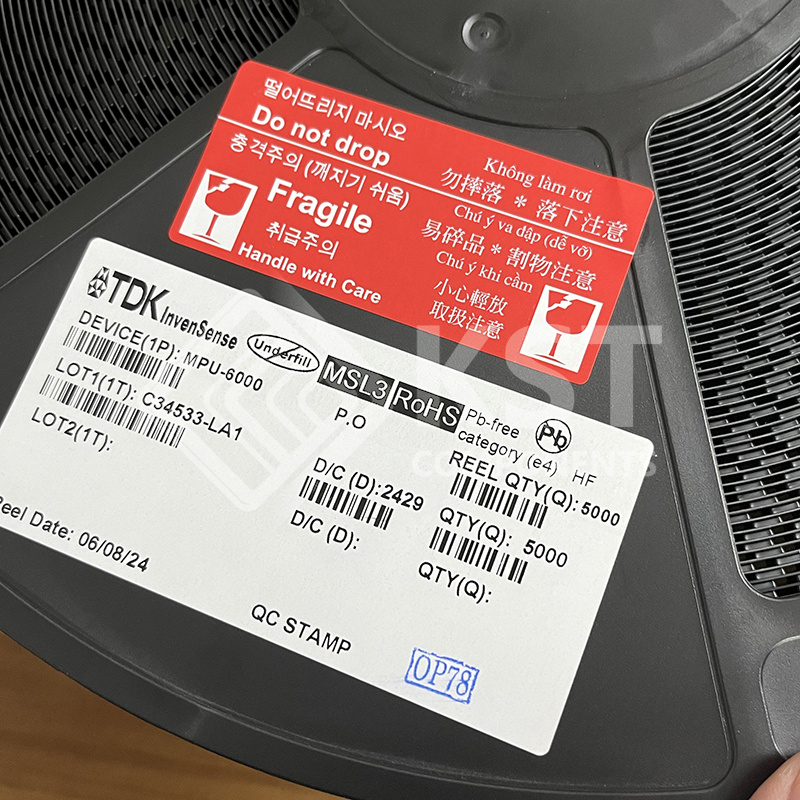 떨어뜨리지 마시오
Do not drop
충격주의 (깨지기 쉬움)
Fragile
취급주의
Handle with Care
Không làm rơi
勿摔落 * 落下注意
Chú ý va dập (dễ vỡ)
易碎品 * 割物注意
Chú ý khi cầm
小心輕放
取扱注意
TDK InvenSense
Underfill
MSL3
RoHS
Pb-free
category (e4)
Pb
HF
DEVICE(1P): MPU-6000
LOT1(1T): C34533-LA1
LOT2(1T):
P.O
D/C (D):2429
D/C (D):
REEL QTY(Q): 5000
QTY(Q): 5000
QTY(Q):
Reel Date: 06/08/24
QC STAMP
OP78
KST
COMPONENTS